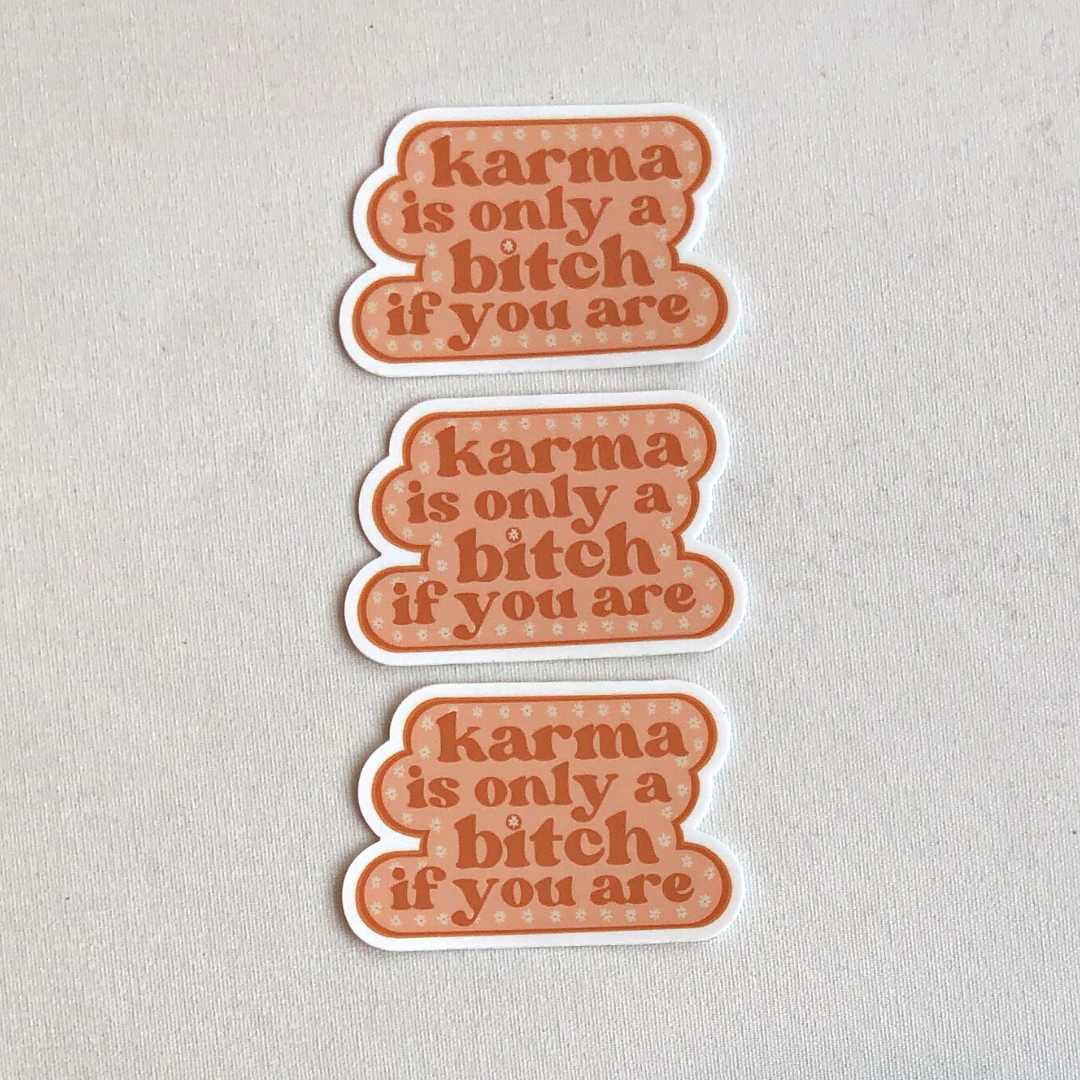 karma
is only a
bitch
if you are
karma
is only a
bitch
if you are
karma
is only a
bitch
if you are